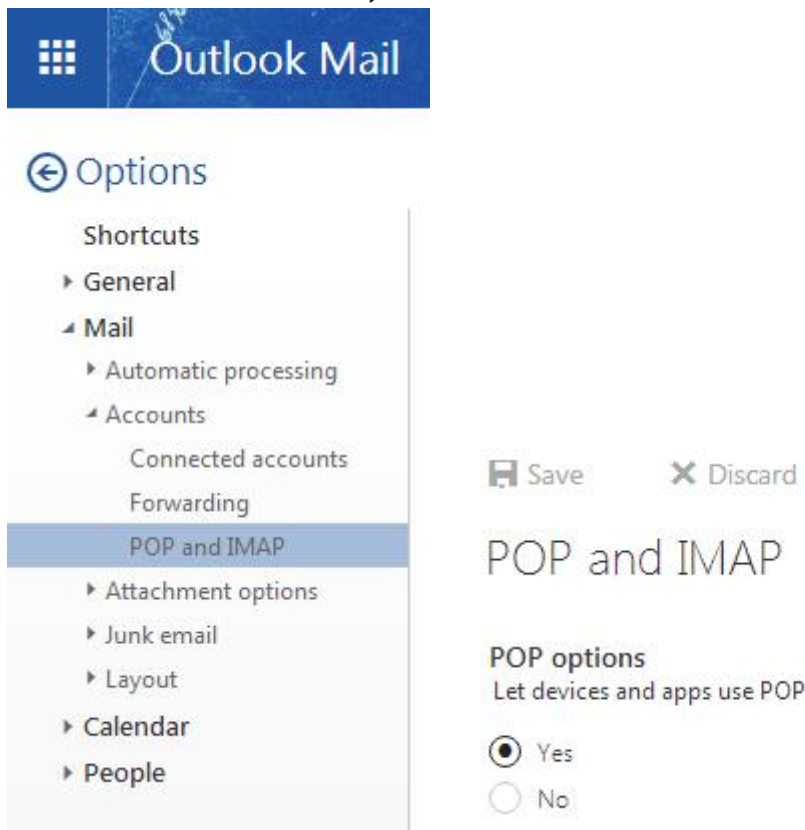 Outlook Mail
Options
Shortcuts
General
Mail
Automatic processing
Accounts
Connected accounts
Forwarding
POP and IMAP
Attachment options
Junk email
Layout
Calendar
People
Save Discard
POP and IMAP
POP options
Let devices and apps use POP
Yes
No